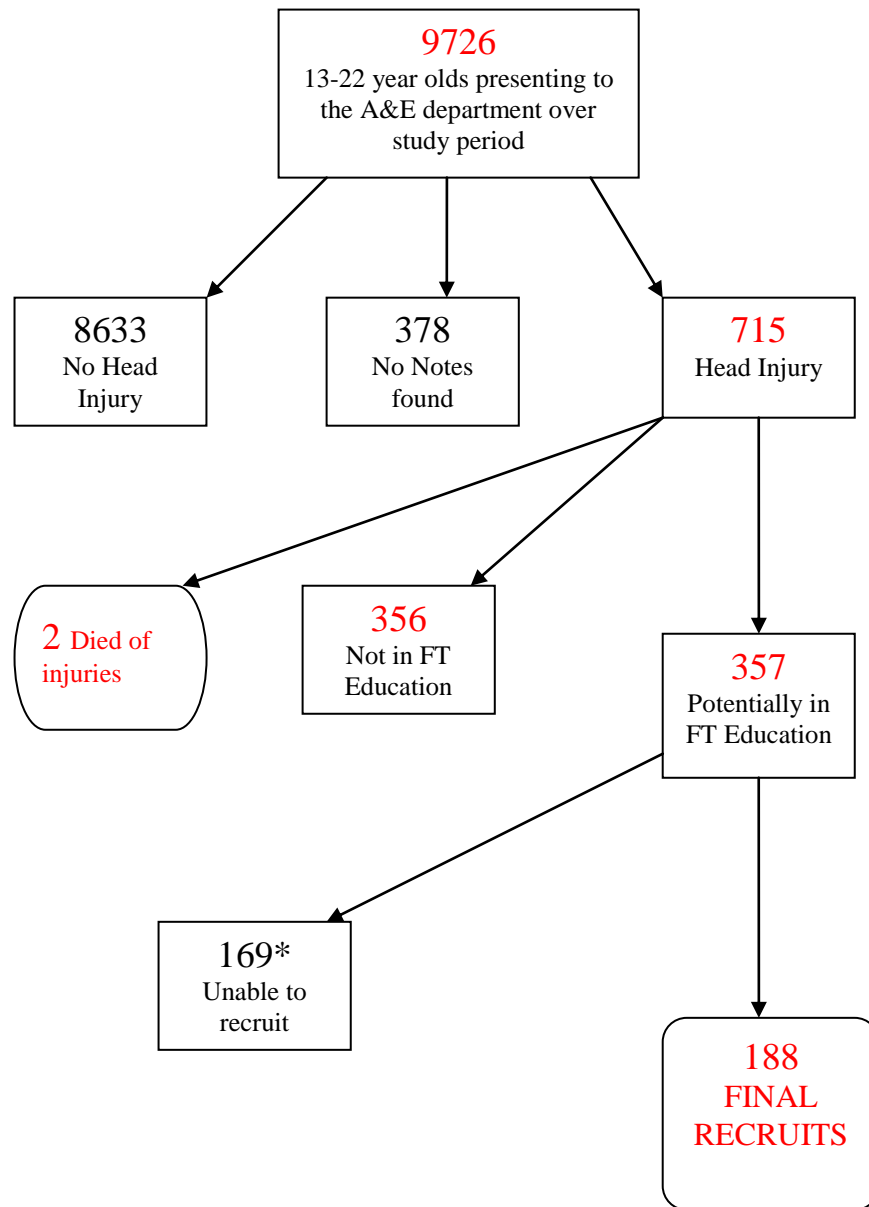 9726
13-22 year olds presenting to
the A&E department over
study period
8633
No Head
Injury
378
No Notes
found
715
Head Injury
2 Died of
injuries
356
Not in FT
Education
357
Potentially in
FT Education
169*
Unable to
recruit
188
FINAL
RECRUITS